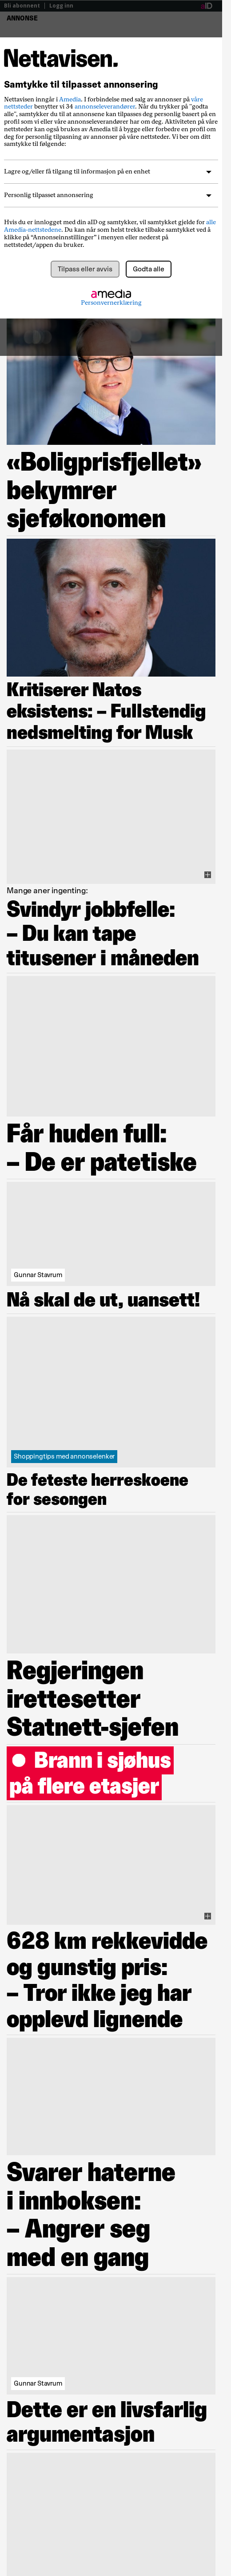 Bli abonnent | Logg inn
aID
ANNONSE
Nettavisen.
Samtykke til tilpasset annonsering
Nettavisen inngår i Amedia. I forbindelse med salg av annonser på våre
nettsteder benytter vi 34 annonseleverandører. Når du trykker på “godta
alle”, samtykker du til at annonsene kan tilpasses deg personlig basert på en
profil som vi eller våre annonseleverandører har om deg. Aktiviteten på våre
nettsteder kan også brukes av Amedia til å bygge eller forbedre en profil om
deg for personlig tilpasning av annonser på våre nettsteder. Vi ber om ditt
samtykke til følgende:
Lagre og/eller få tilgang til informasjon på en enhet
Personlig tilpasset annonsering
Hvis du er innlogget med din aID og samtykker, vil samtykket gjelde for alle
Amedia-nettstedene. Du kan når som helst trekke tilbake samtykket ved å
klikke på “Annonseinnstillinger” i menyen eller nederst på
nettstedet/appen du bruker.
Tilpass eller avvis
Godta alle
amedia
Personvernerklæring
«Boligprisfjellet»
bekymrer
sjeføkonomen
Kritiserer Natos
eksistens: – Fullstendig
nedsmelting for Musk
Mange aner ingenting:
Svindyr jobbfelle:
– Du kan tape
titusener i måneden
Får huden full:
– De er patetiske
Gunnar Stavrum
Nå skal de ut, uansett!
Shoppingtips med annonselenker
De feteste herreskoene
for sesongen
Regjeringen
irettesetter
Statnett-sjefen
Brann i sjøhus
på flere etasjer
628 km rekkevidde
og gunstig pris:
– Tror ikke jeg har
opplevd lignende
Svarer haterne
i innboksen:
– Angrer seg
med en gang
Gunnar Stavrum
Dette er en livsfarlig
argumentasjon